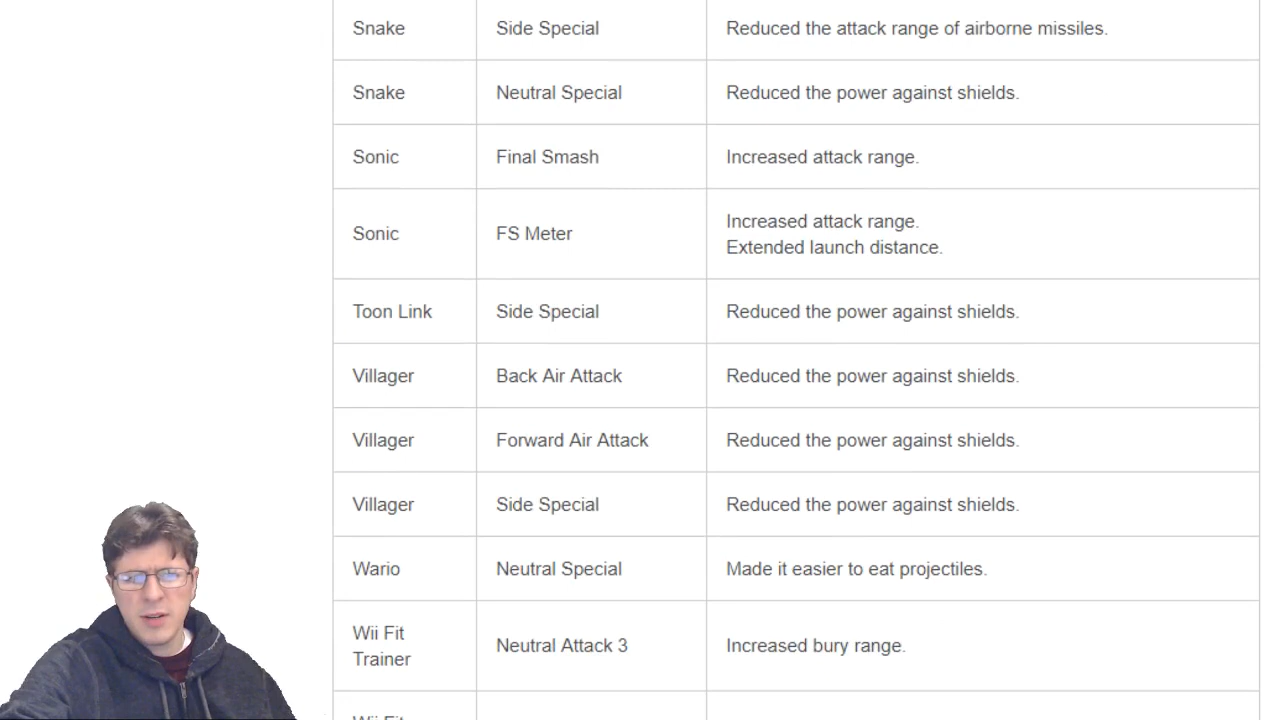 Snake Side Special Reduced the attack range of airborne missiles.
Snake Neutral Special Reduced the power against shields.
Sonic Final Smash Increased attack range.
Sonic FS Meter Increased attack range.
Extended launch distance.
Toon Link Side Special Reduced the power against shields.
Villager Back Air Attack Reduced the power against shields.
Villager Forward Air Attack Reduced the power against shields.
Villager Side Special Reduced the power against shields.
Wario Neutral Special Made it easier to eat projectiles.
Wii Fit
Trainer Neutral Attack 3 Increased bury range.
Wii Fit